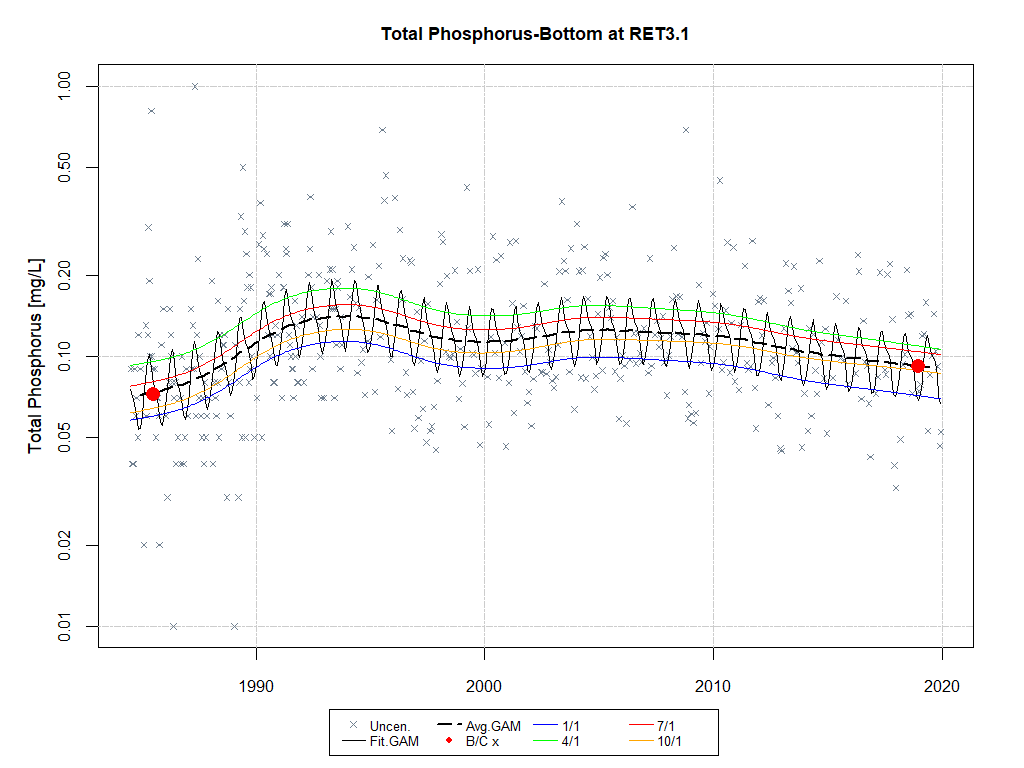 Total Phosphorus-Bottom at RET3.1
Total Phosphorus [mg/L]
1.00
0.50
0.20
0.10
0.05
0.02
0.01
1990 2000 2010 2020
Uncen. Avg.GAM 1/1 7/1
Fit.GAM B/C x 4/1 10/1